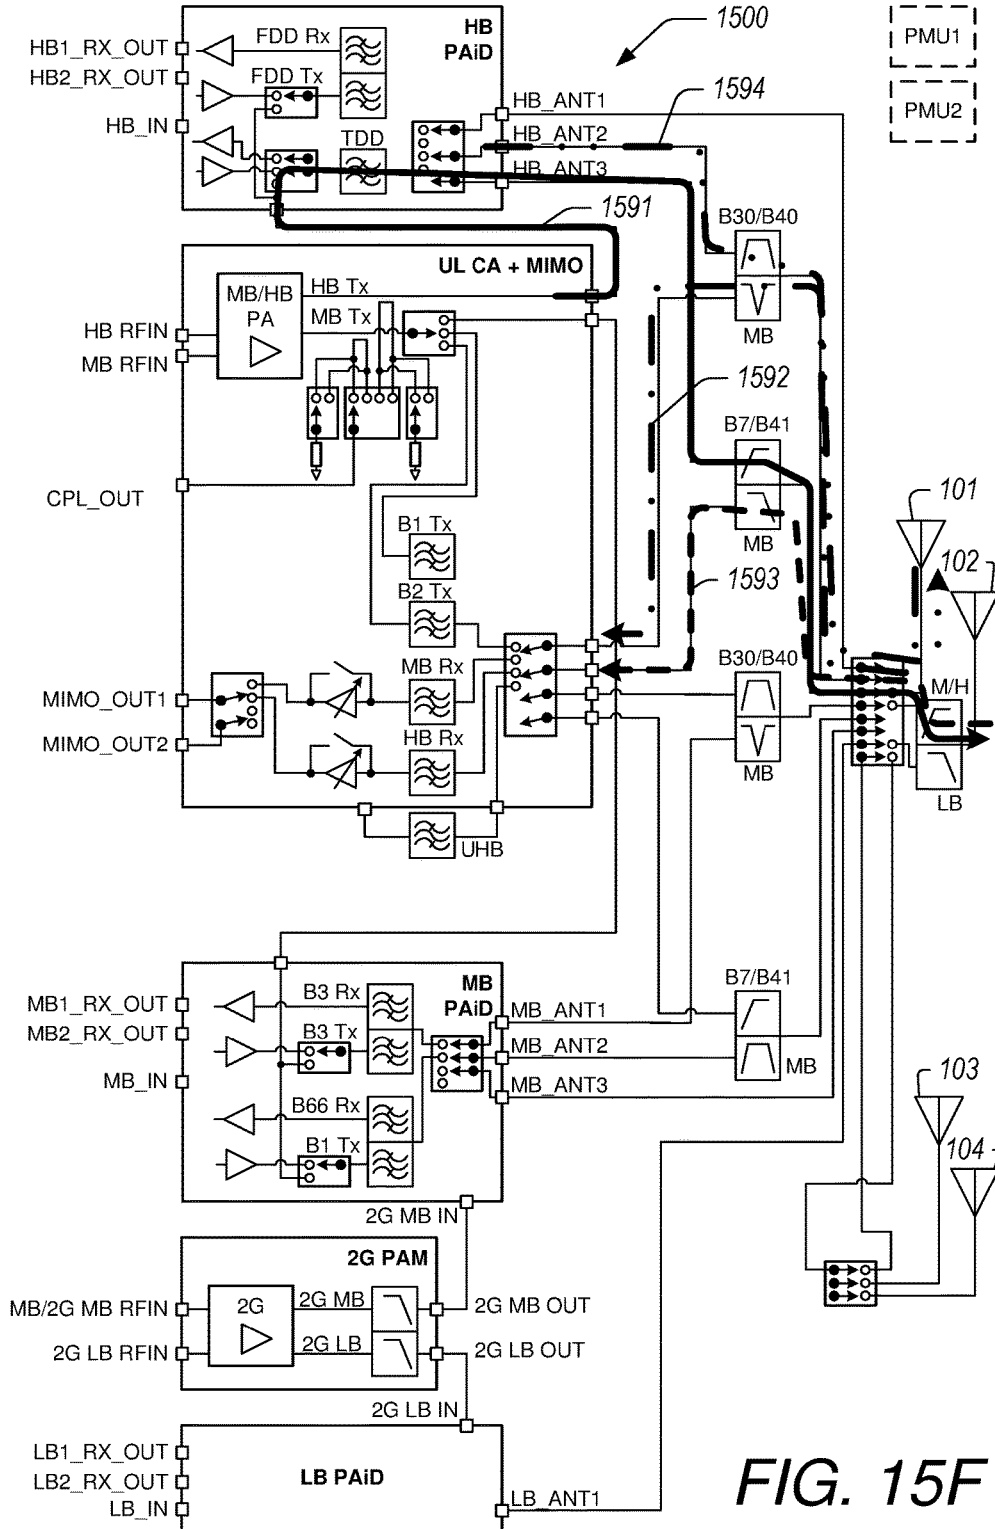 1500
PMU1
PMU2
HB
PAiD
HB1_RX_OUT
FDD Rx
HB2_RX_OUT
FDD Tx
HB_IN
TDD
HB_ANT1
HB_ANT2
HB_ANT3
1594
1591
B30/B40
MB
UL CA + MIMO
MB/HB
PA
HB Tx
MB Tx
HB RFIN
MB RFIN
CPL_OUT
1592
B7/B41
MB
1593
101
102
B1 Tx
B2 Tx
MB Rx
HB Rx
MIMO_OUT1
MIMO_OUT2
UHB
B30/B40
MB
M/H
LB
MB
PAiD
MB1_RX_OUT
B3 Rx
MB2_RX_OUT
B3 Tx
MB_IN
B66 Rx
B1 Tx
MB_ANT1
MB_ANT2
MB_ANT3
B7/B41
MB
103
104
2G MB IN
2G PAM
MB/2G MB RFIN
2G
2G MB
2G MB OUT
2G LB RFIN
2G LB
2G LB OUT
2G LB IN
LB1_RX_OUT
LB2_RX_OUT
LB_IN
LB PAiD
LB_ANT1
FIG. 15F